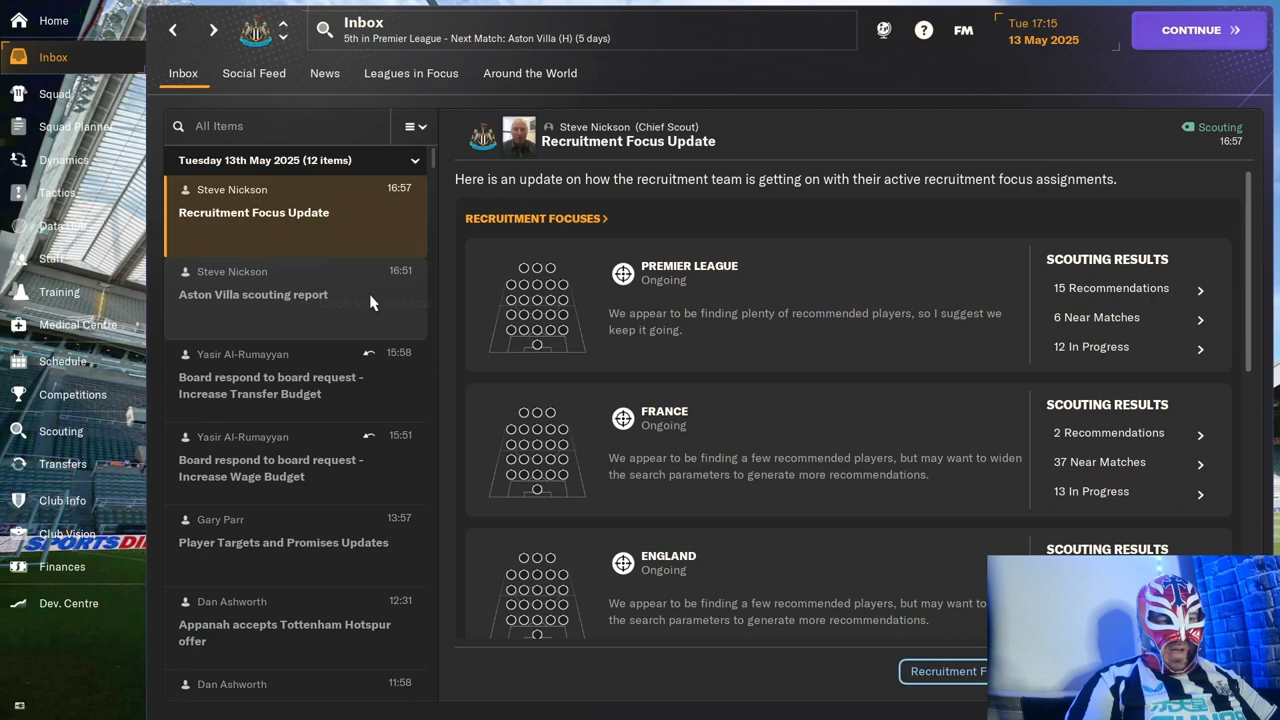 Home
Inbox
Squad
Squad Planner
Dynamics
Tactics
Data Hub
Staff
Training
Medical Centre
Schedule
Competitions
Scouting
Transfers
Club Info
Club Vision
Finances
Dev. Centre
SPORTS DI
Inbox
5th in Premier League - Next Match: Aston Villa (H) (5 days)
?
FM
Tue 17:15
13 May 2025
CONTINUE
Inbox
Social Feed
News
Leagues in Focus
Around the World
All Items
Tuesday 13th May 2025 (12 items)
Steve Nickson
16:57
Recruitment Focus Update
Steve Nickson
16:51
Aston Villa scouting report
Yasir Al-Rumayyan
15:58
Board respond to board request -
Increase Transfer Budget
Yasir Al-Rumayyan
15:51
Board respond to board request -
Increase Wage Budget
Gary Parr
13:57
Player Targets and Promises Updates
Dan Ashworth
12:31
Appanah accepts Tottenham Hotspur
offer
Dan Ashworth
11:58
Steve Nickson (Chief Scout)
Recruitment Focus Update
Scouting
16:57
Here is an update on how the recruitment team is getting on with their active recruitment focus assignments.
RECRUITMENT FOCUSES >
PREMIER LEAGUE
Ongoing
We appear to be finding plenty of recommended players, so I suggest we
keep it going.
SCOUTING RESULTS
15 Recommendations
6 Near Matches
12 In Progress
FRANCE
Ongoing
We appear to be finding a few recommended players, but may want to widen
the search parameters to generate more recommendations.
SCOUTING RESULTS
2 Recommendations
37 Near Matches
13 In Progress
ENGLAND
Ongoing
We appear to be finding a few recommended players, but may want to
the search parameters to generate more recommendations.
SCOUTING RESULTS
Recruitment F